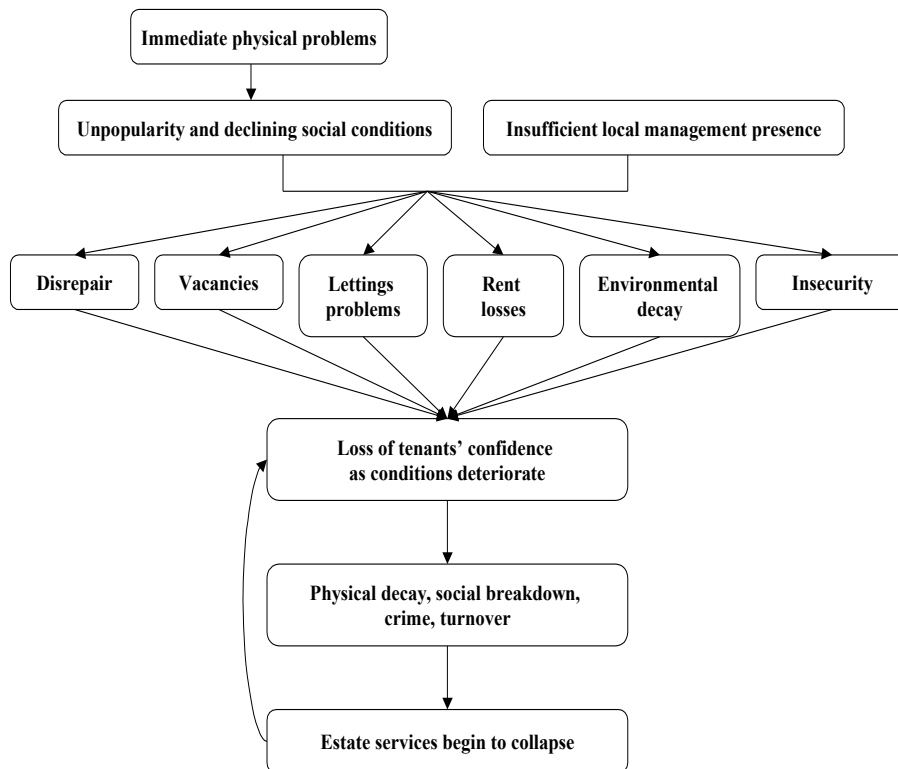 Immediate physical problems
Unpopularity and declining social conditions
Insufficient local management presence
Disrepair
Vacancies
Lettings
problems
Rent
losses
Environmental
decay
Insecurity
Loss of tenants’ confidence
as conditions deteriorate
Physical decay, social breakdown,
crime, turnover
Estate services begin to collapse